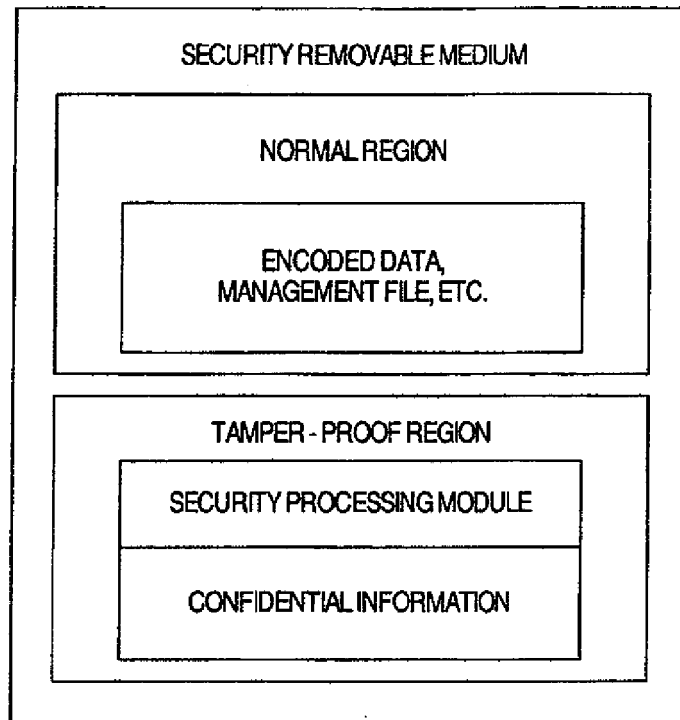 SECURITY REMOVABLE MEDIUM
NORMAL REGION
ENCODED DATA,
MANAGEMENT FILE, ETC.
TAMPER - PROOF REGION
SECURITY PROCESSING MODULE
CONFIDENTIAL INFORMATION